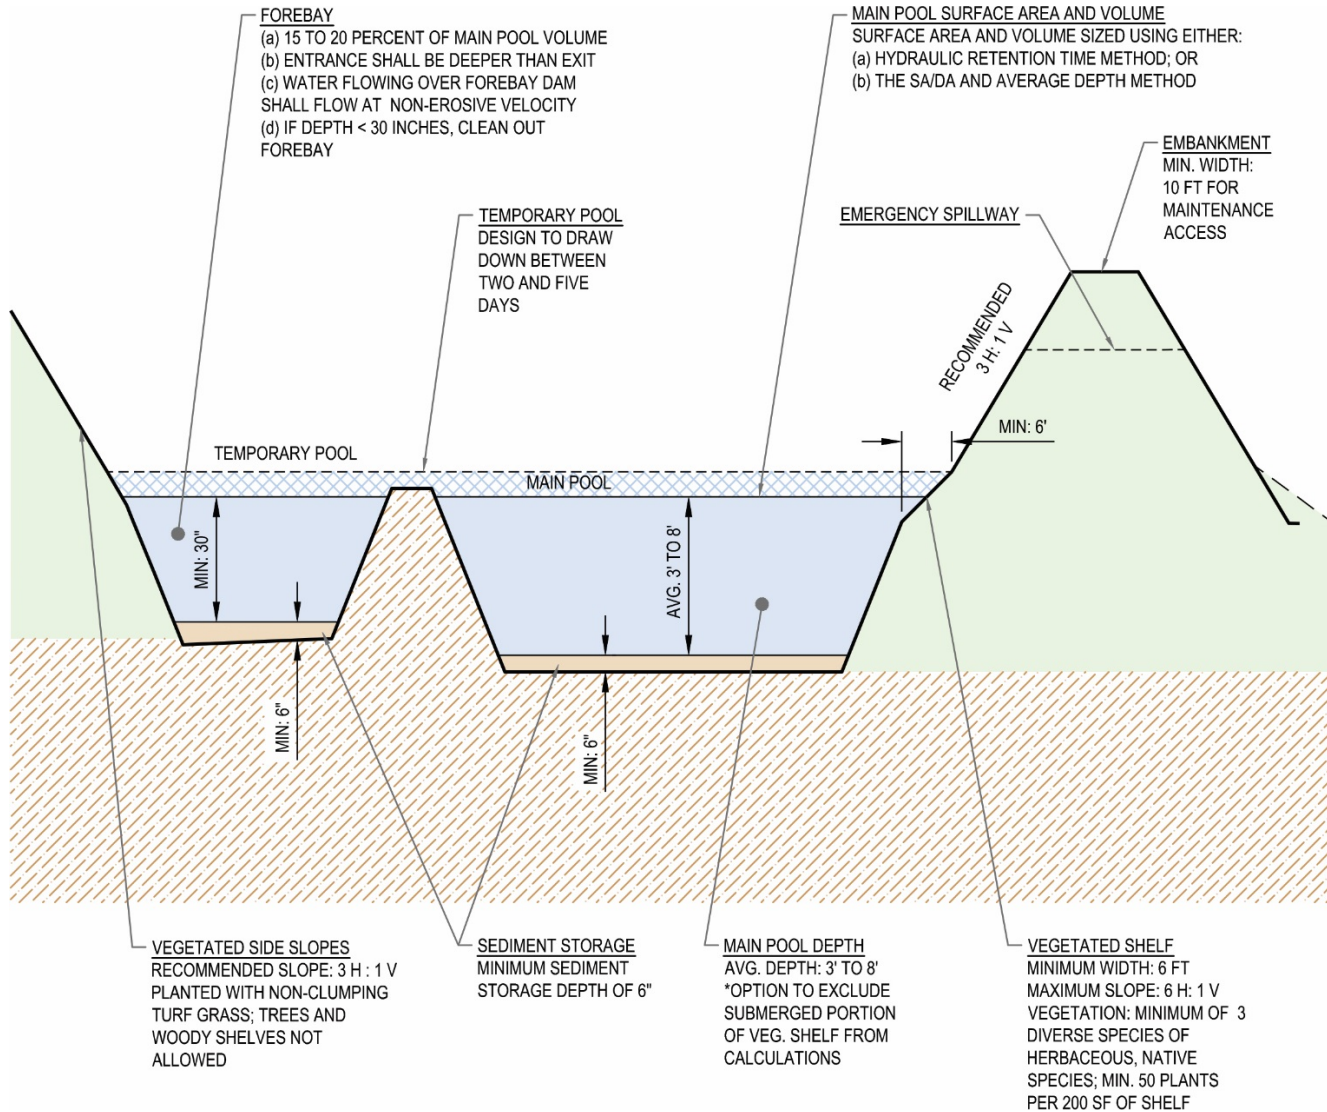 FOREBAY
(a) 15 TO 20 PERCENT OF MAIN POOL VOLUME
(b) ENTRANCE SHALL BE DEEPER THAN EXIT
(c) WATER FLOWING OVER FOREBAY DAM
SHALL FLOW AT NON-EROSIVE VELOCITY
(d) IF DEPTH < 30 INCHES, CLEAN OUT
FOREBAY
MAIN POOL SURFACE AREA AND VOLUME
SURFACE AREA AND VOLUME SIZED USING EITHER:
(a) HYDRAULIC RETENTION TIME METHOD; OR
(b) THE SA/DA AND AVERAGE DEPTH METHOD
EMBANKMENT
MIN. WIDTH:
10 FT FOR
MAINTENANCE
ACCESS
TEMPORARY POOL
DESIGN TO DRAW
DOWN BETWEEN
TWO AND FIVE
DAYS
EMERGENCY SPILLWAY
RECOMMENDED
3 H: 1 V
MIN: 6'
TEMPORARY POOL
MAIN POOL
MIN: 30"
AVG. 3' TO 8'
MIN: 6"
MIN: 6"
VEGETATED SIDE SLOPES
RECOMMENDED SLOPE: 3 H : 1 V
PLANTED WITH NON-CLUMPING
TURF GRASS; TREES AND
WOODY SHELVES NOT
ALLOWED
SEDIMENT STORAGE
MINIMUM SEDIMENT
STORAGE DEPTH OF 6"
MAIN POOL DEPTH
AVG. DEPTH: 3' TO 8'
*OPTION TO EXCLUDE
SUBMERGED PORTION
OF VEG. SHELF FROM
CALCULATIONS
VEGETATED SHELF
MINIMUM WIDTH: 6 FT
MAXIMUM SLOPE: 6 H: 1 V
VEGETATION: MINIMUM OF 3
DIVERSE SPECIES OF
HERBACEOUS, NATIVE
SPECIES; MIN. 50 PLANTS
PER 200 SF OF SHELF